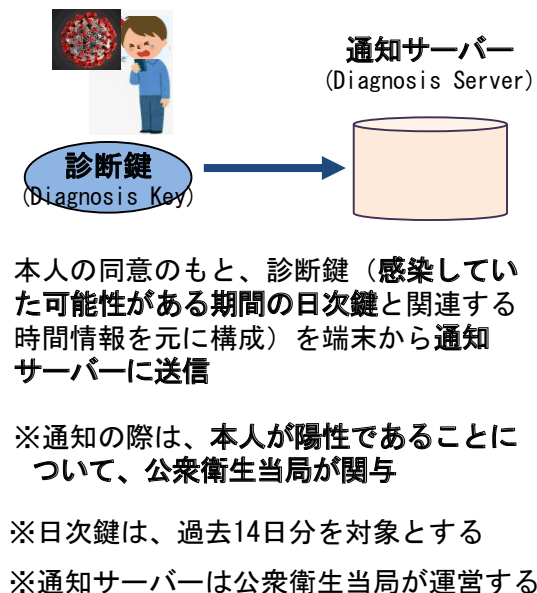 通知サーバー
(Diagnosis Server)
診断鍵
(Diagnosis Key)
本人の同意のもと、診断鍵（感染してい
た可能性がある期間の日次鍵と関連する
時間情報を元に構成）を端末から通知
サーバーに送信
※通知の際は、本人が陽性であることに
ついて、公衆衛生当局が関与
※日次鍵は、過去14日分を対象とする
※通知サーバーは公衆衛生当局が運営する